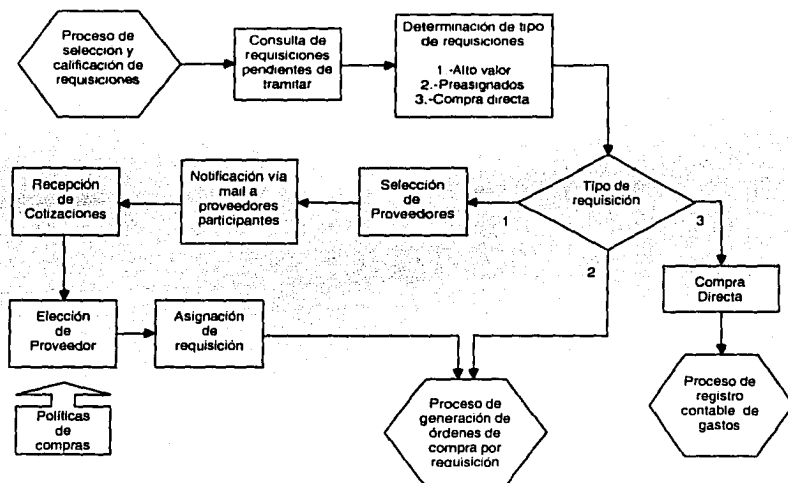 Proceso de
selección y
calificación de
requisiciones
Consulta de
requisiciones
pendientes de
tramitar
Determinación de tipo
de requisiciones
1.-Alto valor
2.-Preasignados
3.-Compra directa
Recepción
de
Cotizaciones
Notificación vía
mail a
proveedores
participantes
Selección
de
Proveedores
Tipo de
requisición
1
2
3
Compra
Directa
Elección
de
Proveedor
Asignación
de
requisición
Políticas
de
compras
Proceso de
generación de
órdenes de
compra por
requisición
Proceso de
registro
contable de
gastos